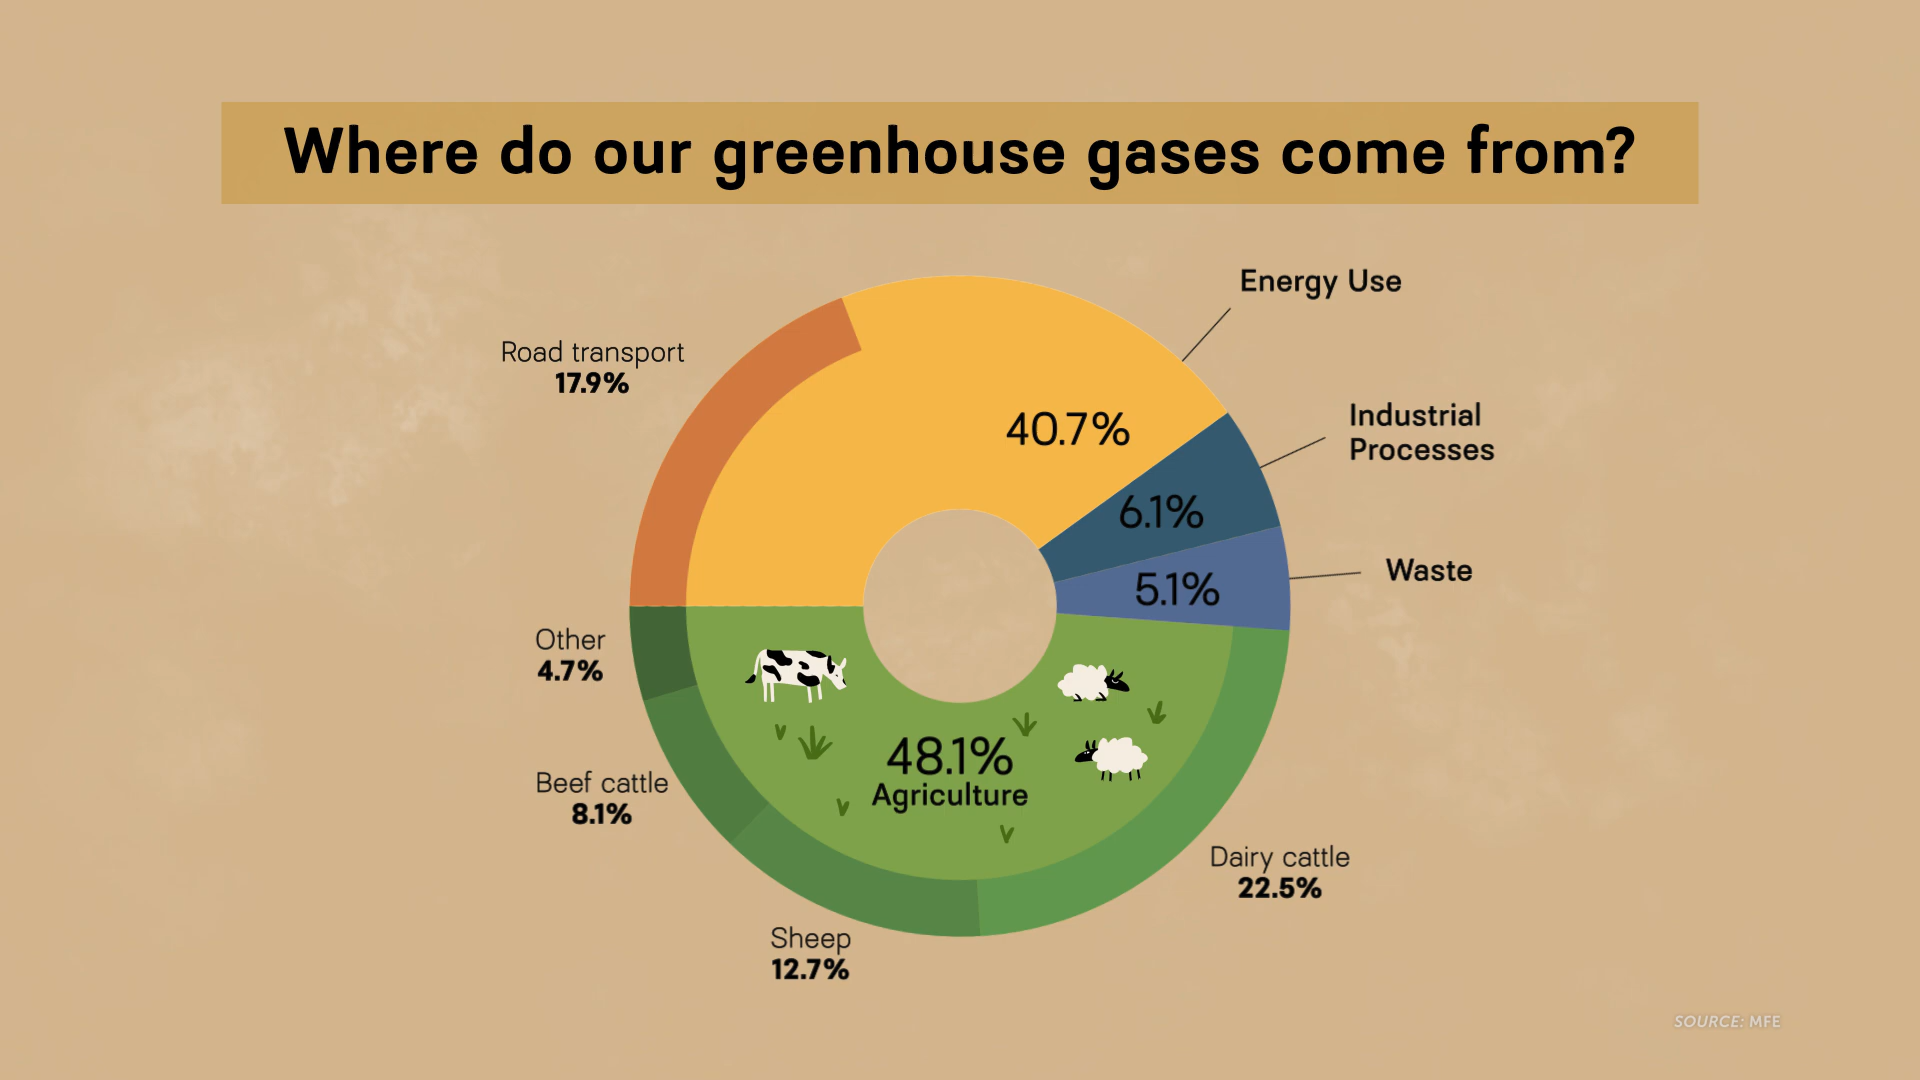 Where do our greenhouse gases come from?
Energy Use
40.7%
Road transport
17.9%
Industrial
Processes
6.1%
Waste
5.1%
48.1%
Agriculture
Other
4.7%
Beef cattle
8.1%
Sheep
12.7%
Dairy cattle
22.5%
SOURCE: MFE